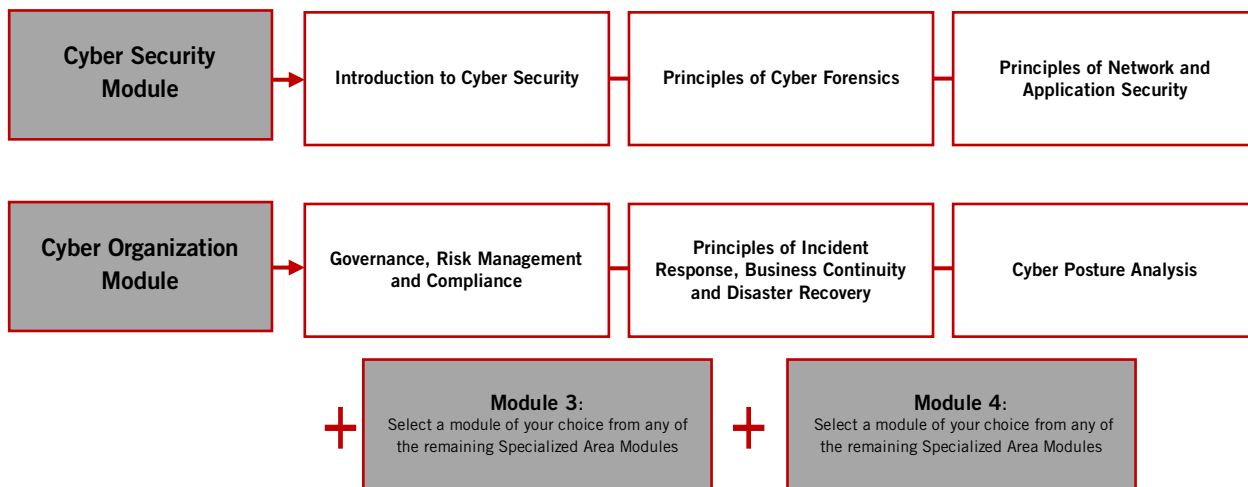 Cyber Security
Module
Introduction to Cyber Security
Principles of Cyber Forensics
Principles of Network and
Application Security
Cyber Organization
Module
Governance, Risk Management
and Compliance
Principles of Incident
Response, Business Continuity
and Disaster Recovery
Cyber Posture Analysis
Module 3:
Select a module of your choice from any of
the remaining Specialized Area Modules
Module 4:
Select a module of your choice from any of
the remaining Specialized Area Modules